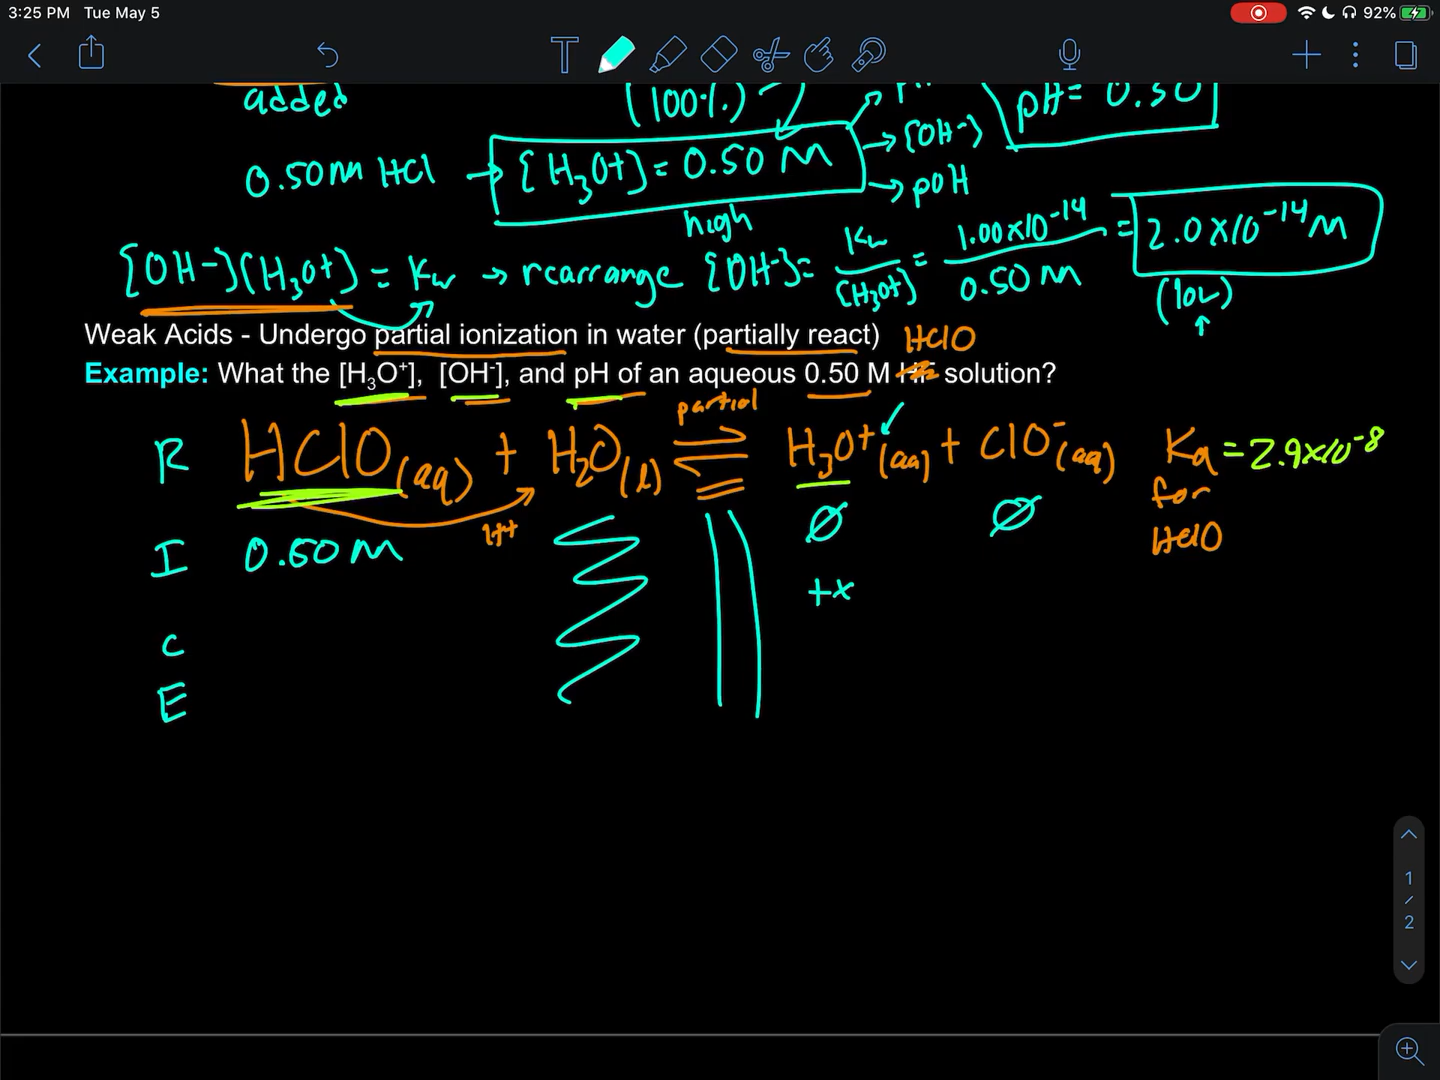 3:25 PM Tue May 5 92%
added (100%) pH = 0.30
0.50 M HCl → [H₃O+] = 0.50 M → [OH-]
→ pOH
high
[OH-][H₃O+] = Kw → rearrange [OH-] = Kw / [H₃O+] = 1.00x10^-14 / 0.50 M = 2.0x10^-14 M
(low)
Weak Acids - Undergo partial ionization in water (partially react) HClO
Example: What the [H₃O⁺], [OH⁻], and pH of an aqueous 0.50 M HF solution?
partial
R HClO(aq) + H₂O(l) ⇌ H₃O+(aq) + ClO⁻(aq) Ka = 2.9x10^-8
for
H+ HClO
I 0.50 M Ø Ø
+x
C
E
1
/
2